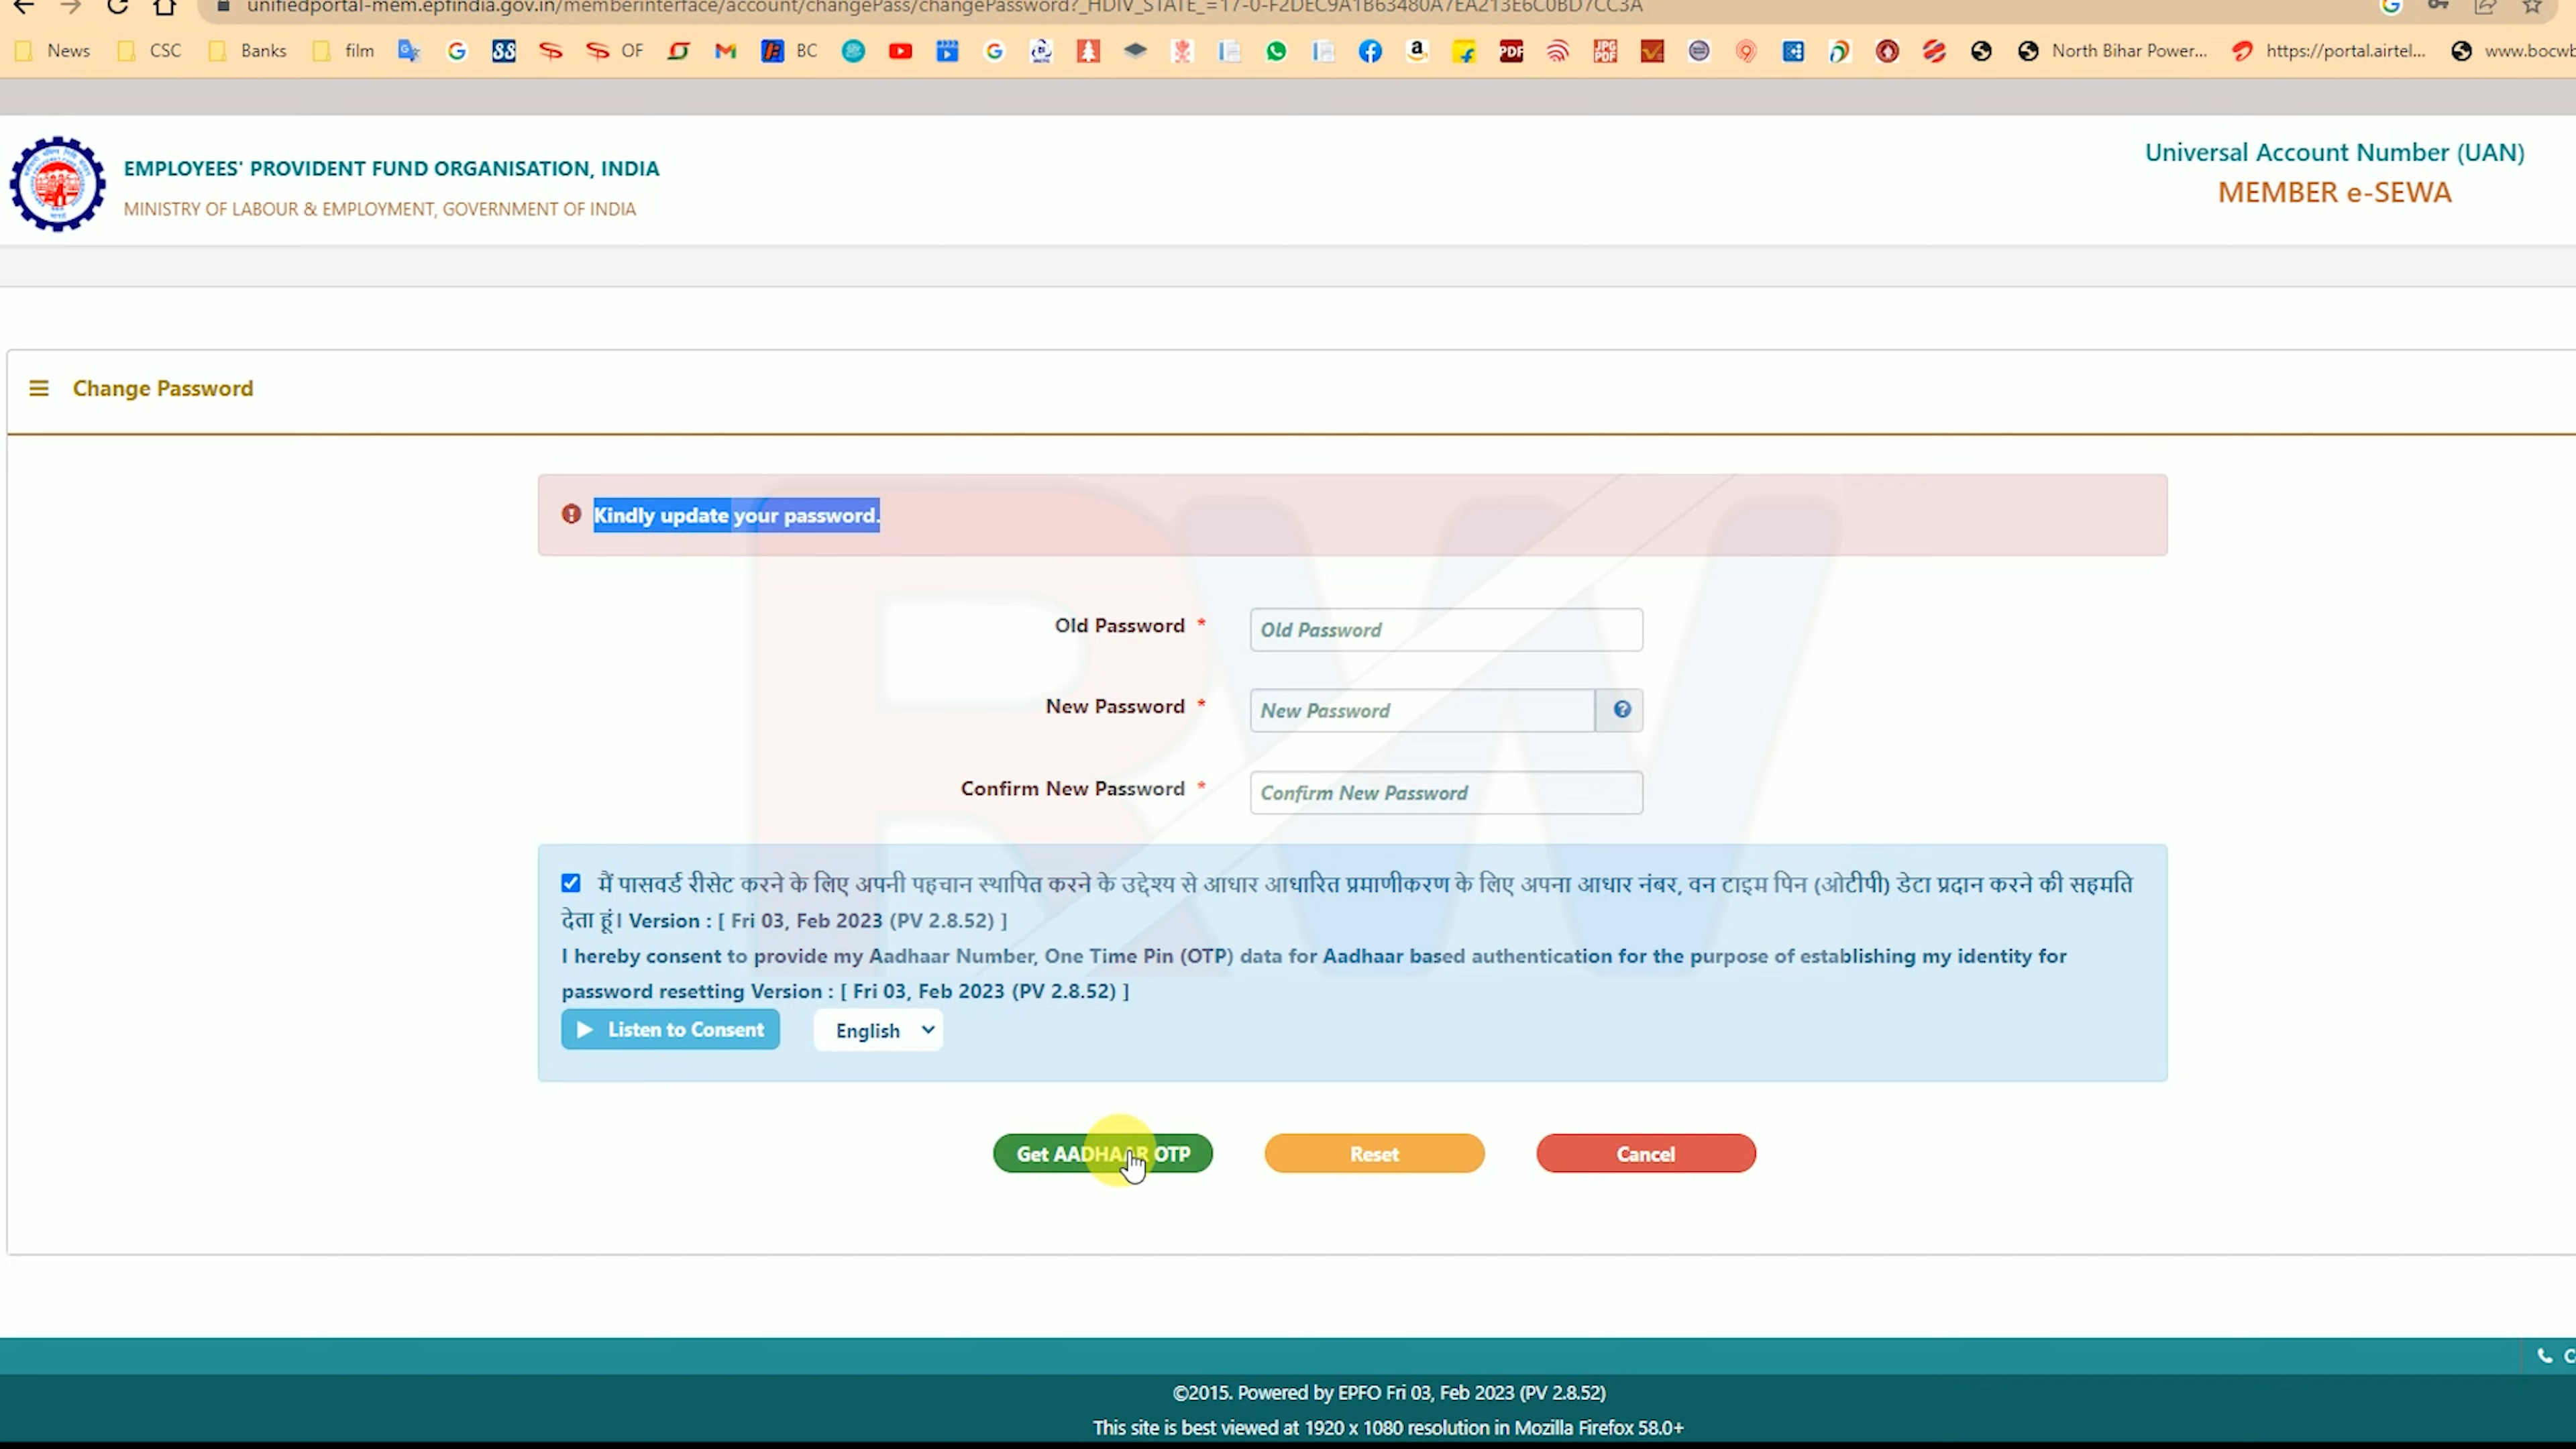 unifiedportal-mem.epfindia.gov.in/memberinterface/account/changePass/changePassword?_HDIV_STATE_=17-0-F2DEC9A1B63480A7EA213E6C0BD7CC3A
News CSC Banks film OF BC North Bihar Power... https://portal.airtel... www.bocwb
EMPLOYEES' PROVIDENT FUND ORGANISATION, INDIA
MINISTRY OF LABOUR & EMPLOYMENT, GOVERNMENT OF INDIA
Universal Account Number (UAN)
MEMBER e-SEWA
Change Password
Kindly update your password.
Old Password *
Old Password
New Password *
New Password
Confirm New Password *
Confirm New Password
मैं पासवर्ड रीसेट करने के लिए अपनी पहचान स्थापित करने के उद्देश्य से आधार आधारित प्रमाणीकरण के लिए अपना आधार नंबर, वन टाइम पिन (ओटीपी) डेटा प्रदान करने की सहमति
देता हूं। Version : [ Fri 03, Feb 2023 (PV 2.8.52) ]
I hereby consent to provide my Aadhaar Number, One Time Pin (OTP) data for Aadhaar based authentication for the purpose of establishing my identity for
password resetting Version : [ Fri 03, Feb 2023 (PV 2.8.52) ]
Listen to Consent
English
Get AADHAAR OTP
Reset
Cancel
©2015. Powered by EPFO Fri 03, Feb 2023 (PV 2.8.52)
This site is best viewed at 1920 x 1080 resolution in Mozilla Firefox 58.0+
RW